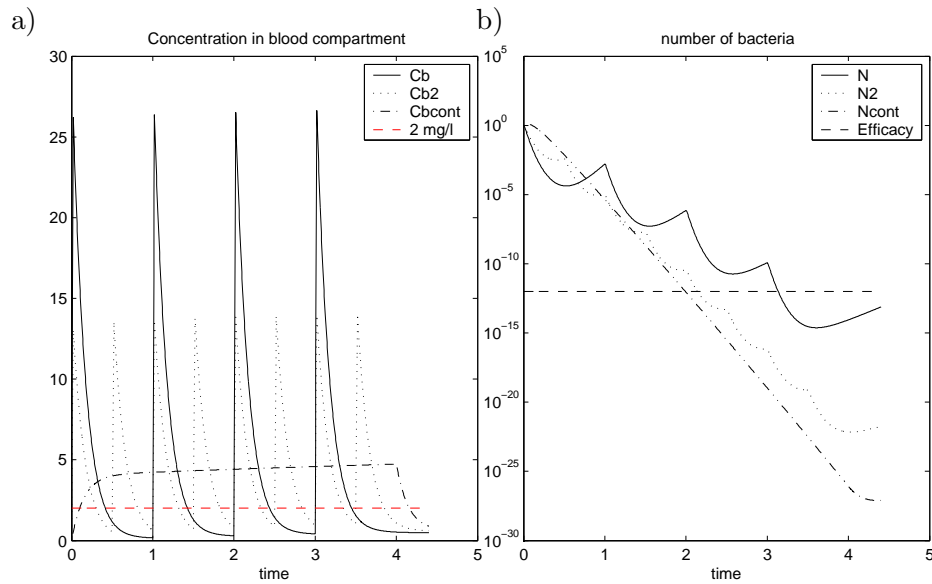 a)
Concentration in blood compartment
30
25
20
15
10
5
0
0 1 2 3 4 5
time
Cb
Cb2
Cbcont
2 mg/l
b)
number of bacteria
10^5
10^0
10^-5
10^-10
10^-15
10^-20
10^-25
10^-30
0 1 2 3 4 5
time
N
N2
Ncont
Efficacy